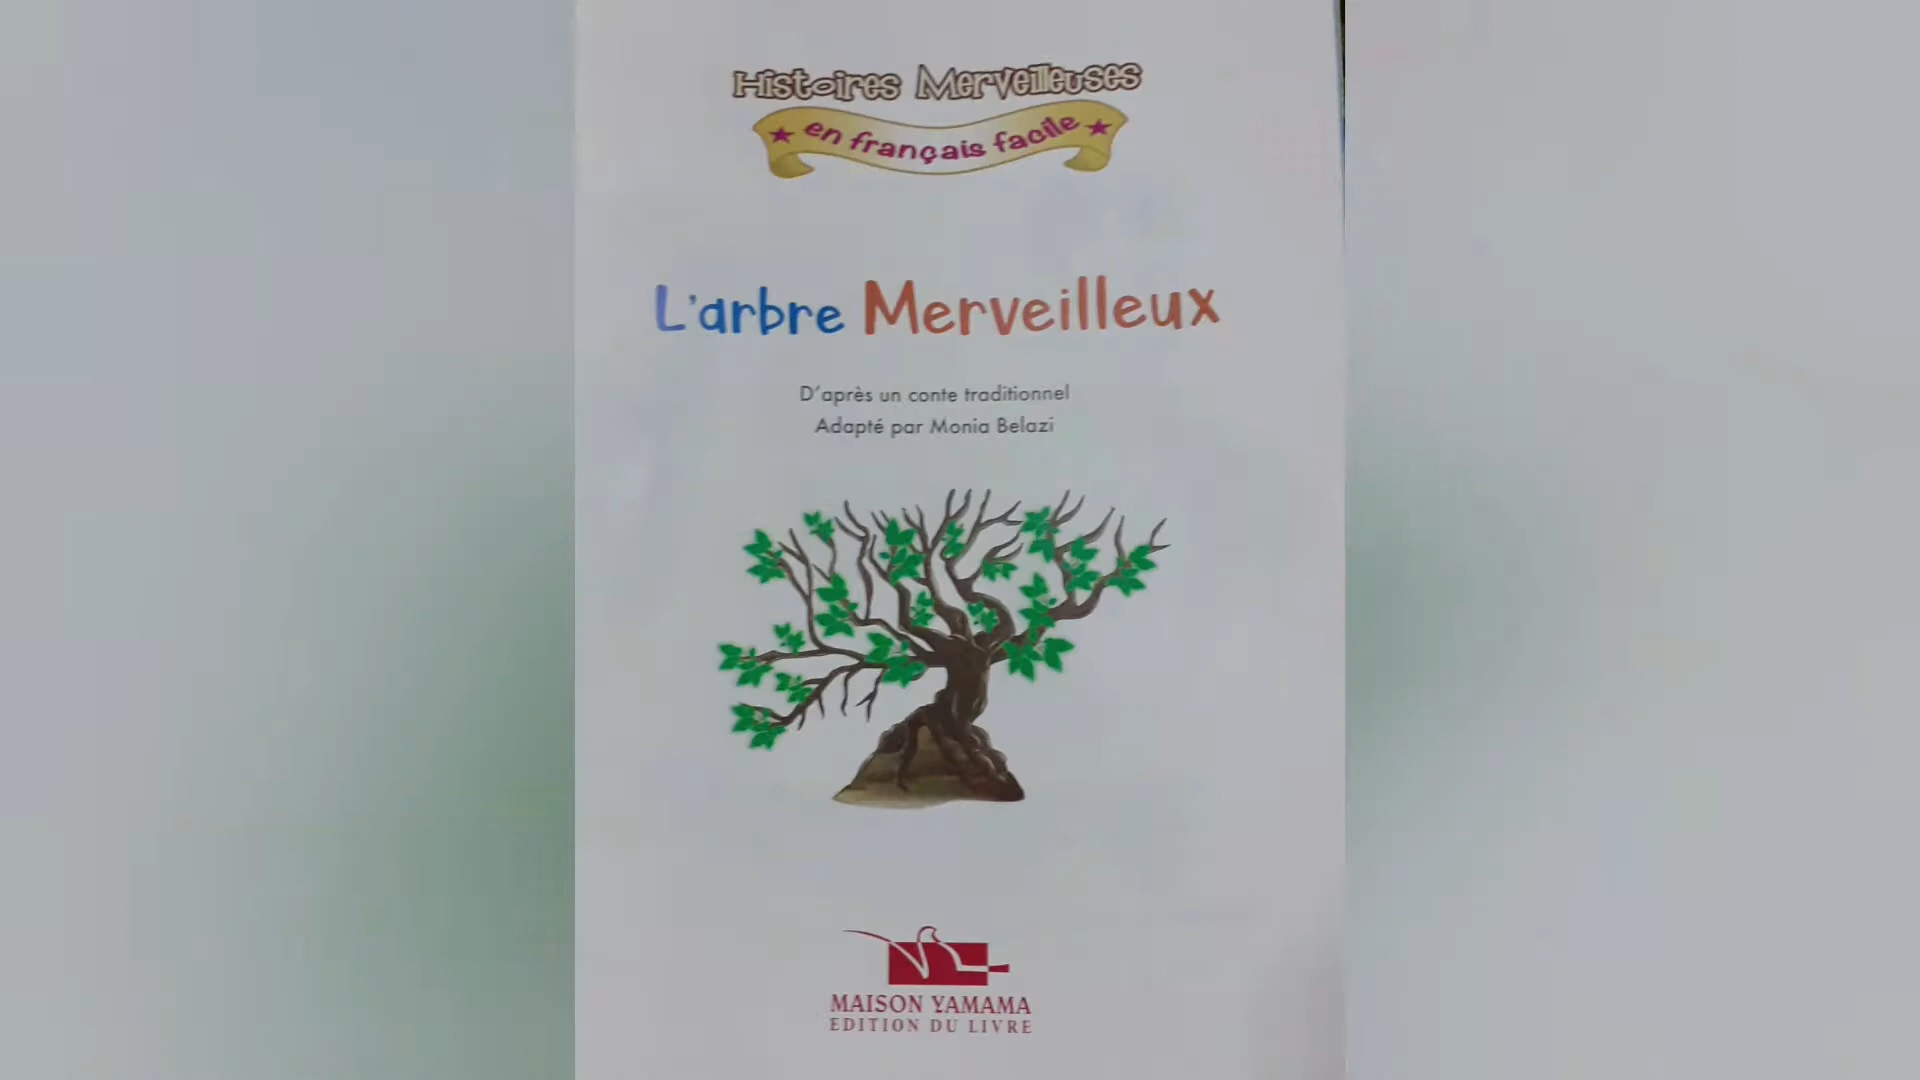 Histoires Merveilleuses
en français facile
L'arbre Merveilleux
D'après un conte traditionnel
Adapté par Monia Belazi
MAISON YAMAMA
EDITION DU LIVRE